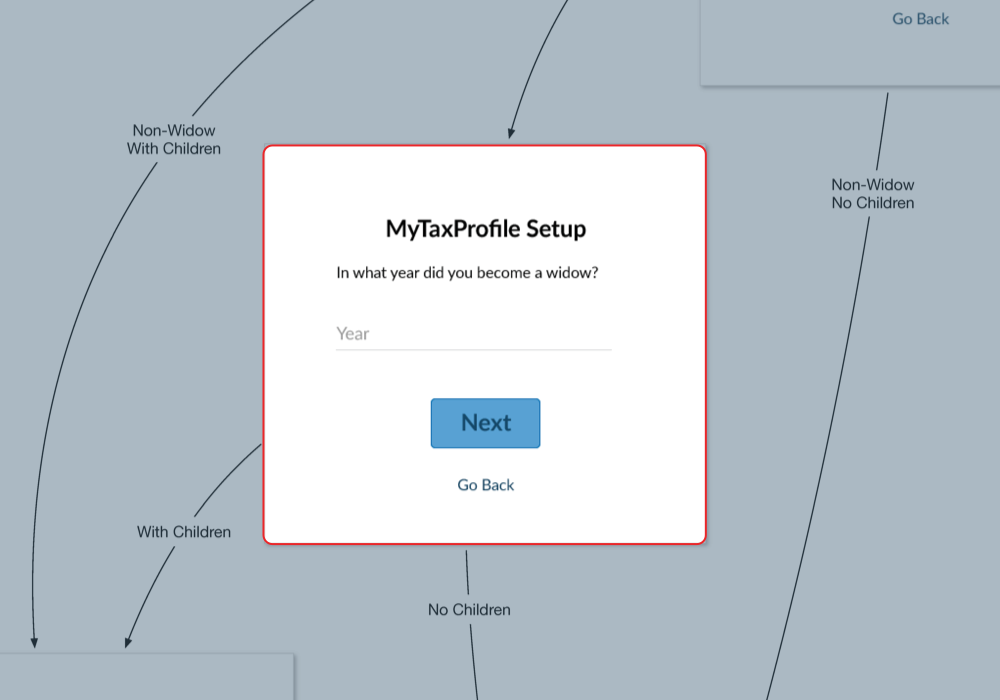 Go Back
Non-Widow
With Children
Non-Widow
No Children
MyTaxProfile Setup
In what year did you become a widow?
Year
Next
Go Back
With Children
No Children